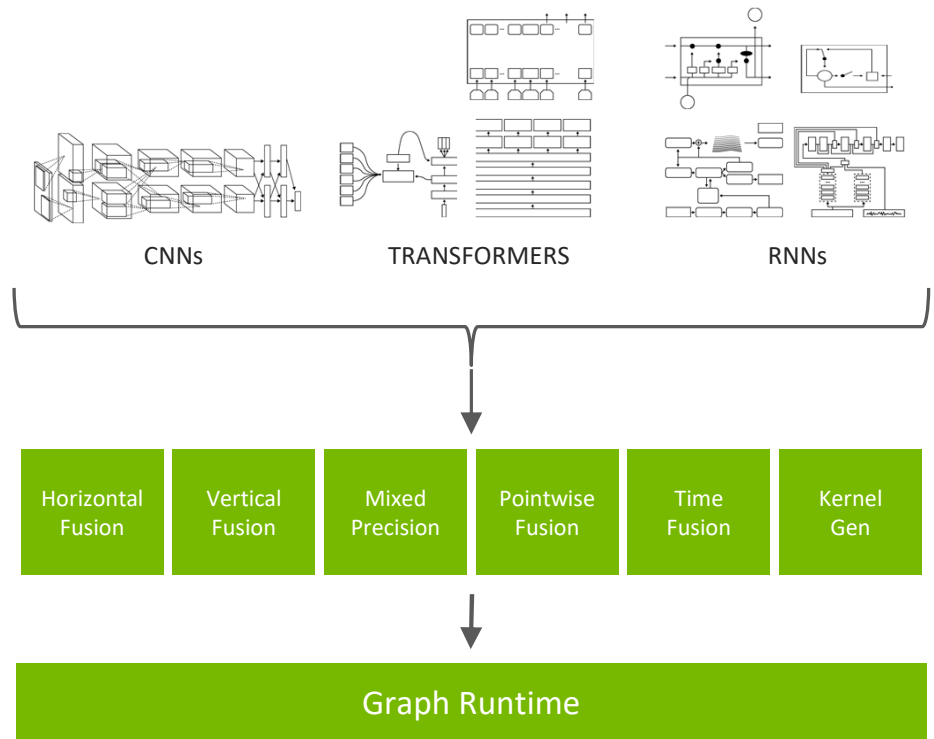 CNNs
TRANSFORMERS
RNNs
Horizontal
Fusion
Vertical
Fusion
Mixed
Precision
Pointwise
Fusion
Time
Fusion
Kernel
Gen
Graph Runtime